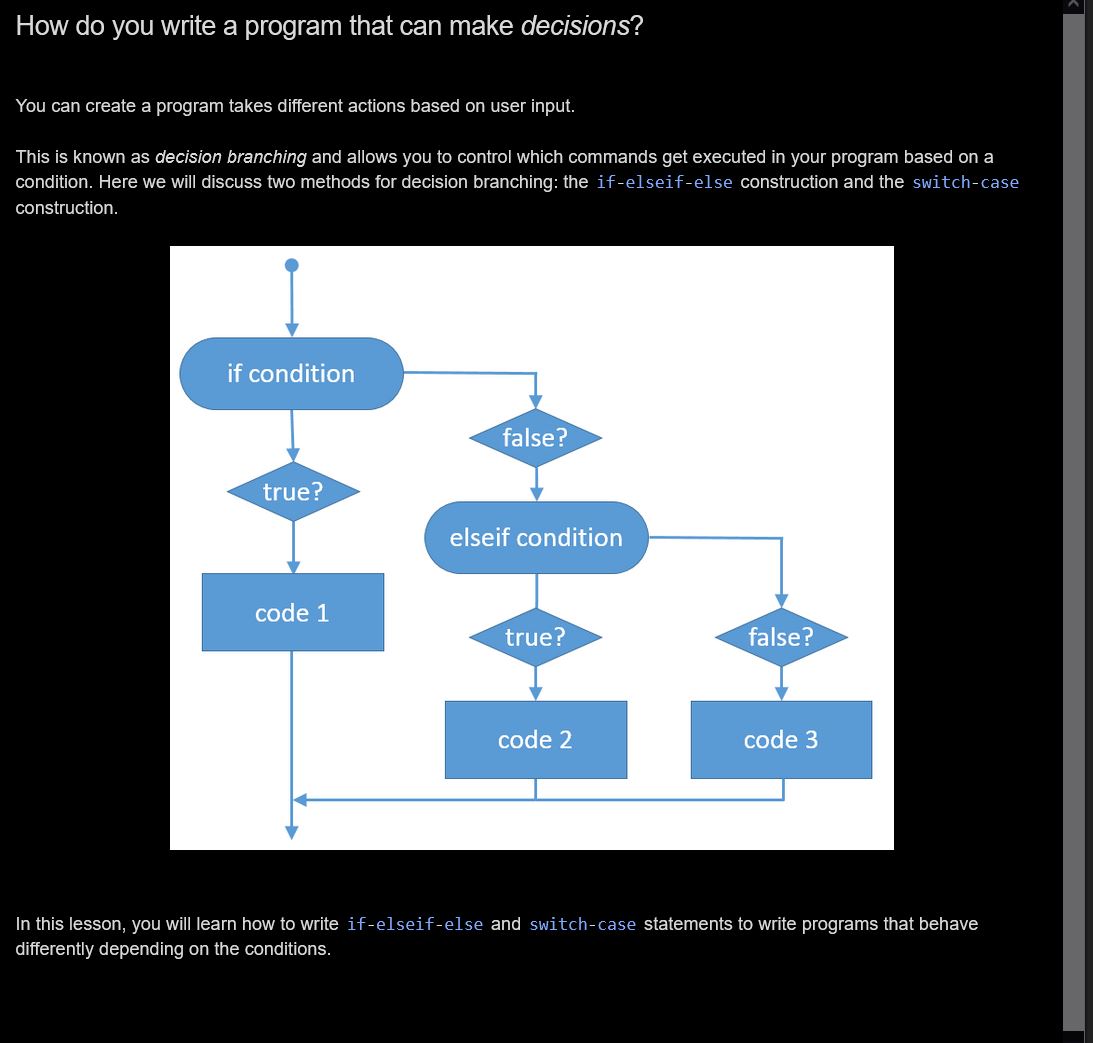 How do you write a program that can make decisions?
You can create a program takes different actions based on user input.
This is known as decision branching and allows you to control which commands get executed in your program based on a
condition. Here we will discuss two methods for decision branching: the if-elseif-else construction and the switch-case
construction.
if condition
false?
true?
elseif condition
code 1
true?
false?
code 2
code 3
In this lesson, you will learn how to write if-elseif-else and switch-case statements to write programs that behave
differently depending on the conditions.